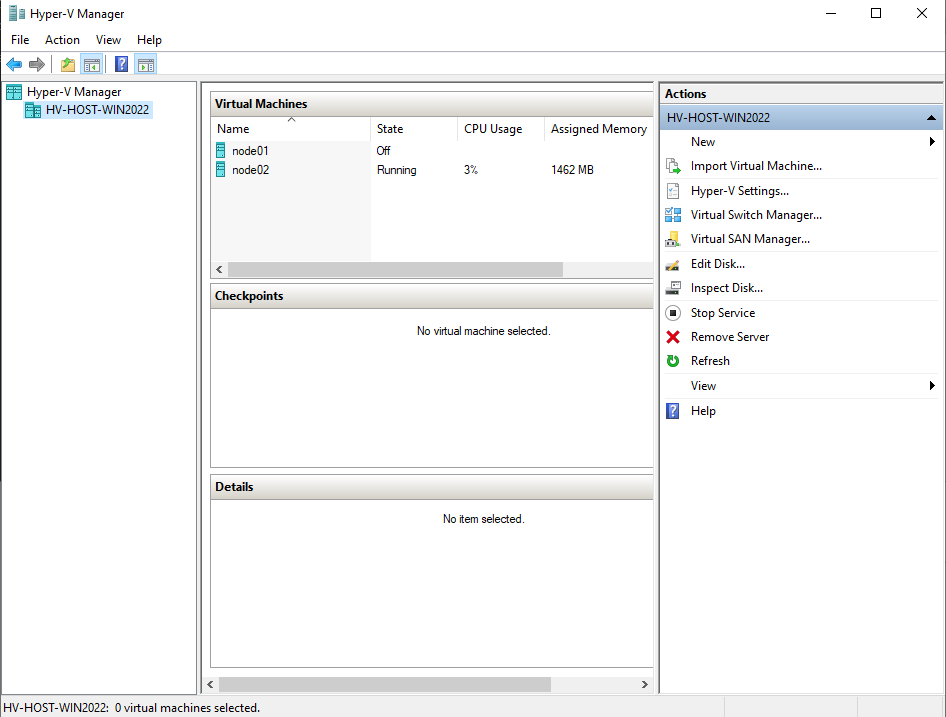 Hyper-V Manager
File Action View Help
Hyper-V Manager
HV-HOST-WIN2022
Virtual Machines
Name State CPU Usage Assigned Memory
node01 Off
node02 Running 3% 1462 MB
Checkpoints
No virtual machine selected.
Details
No item selected.
Actions
HV-HOST-WIN2022
New
Import Virtual Machine...
Hyper-V Settings...
Virtual Switch Manager...
Virtual SAN Manager...
Edit Disk...
Inspect Disk...
Stop Service
Remove Server
Refresh
View
Help
HV-HOST-WIN2022: 0 virtual machines selected.